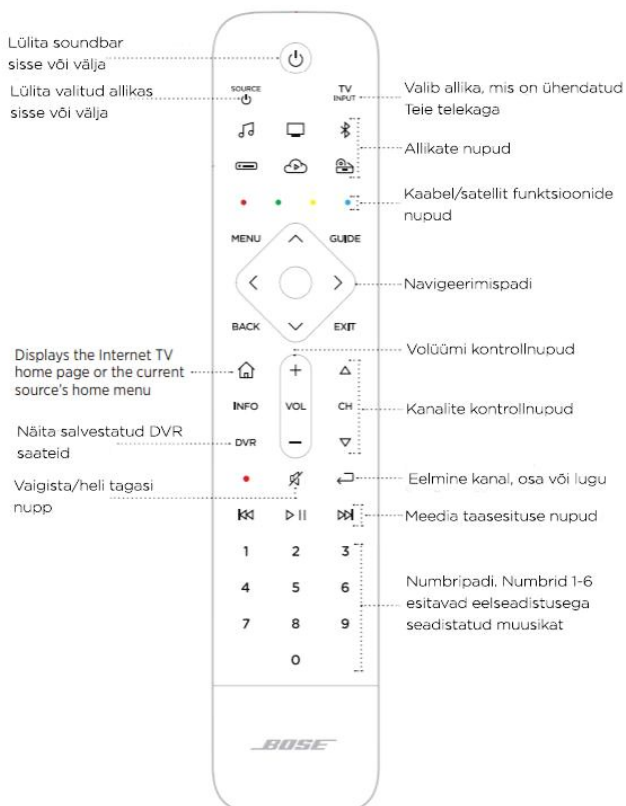 Lülita soundbar
sisse või välja
Lülita valitud allikas
sisse või välja
SOURCE
TV
INPUT
Valib allika, mis on ühendatud
Teie telekaga
Allikate nupud
Kaabel/satellit funktsioonide
nupud
MENU
GUIDE
Navigeerimispadi
BACK
EXIT
Volüümi kontrollnupud
Displays the Internet TV
home page or the current
source's home menu
INFO
VOL
CH
Kanalite kontrollnupud
Näita salvestatud DVR
saateid
DVR
Vaigista/heli tagasi
nupp
Eelmine kanal, osa või lugu
Meedia taasesituse nupud
1 2 3
4 5 6
7 8 9
0
Numbripadi. Numbrid 1-6
esitavad eelseadistusega
seadistatud muusikat
BOSE